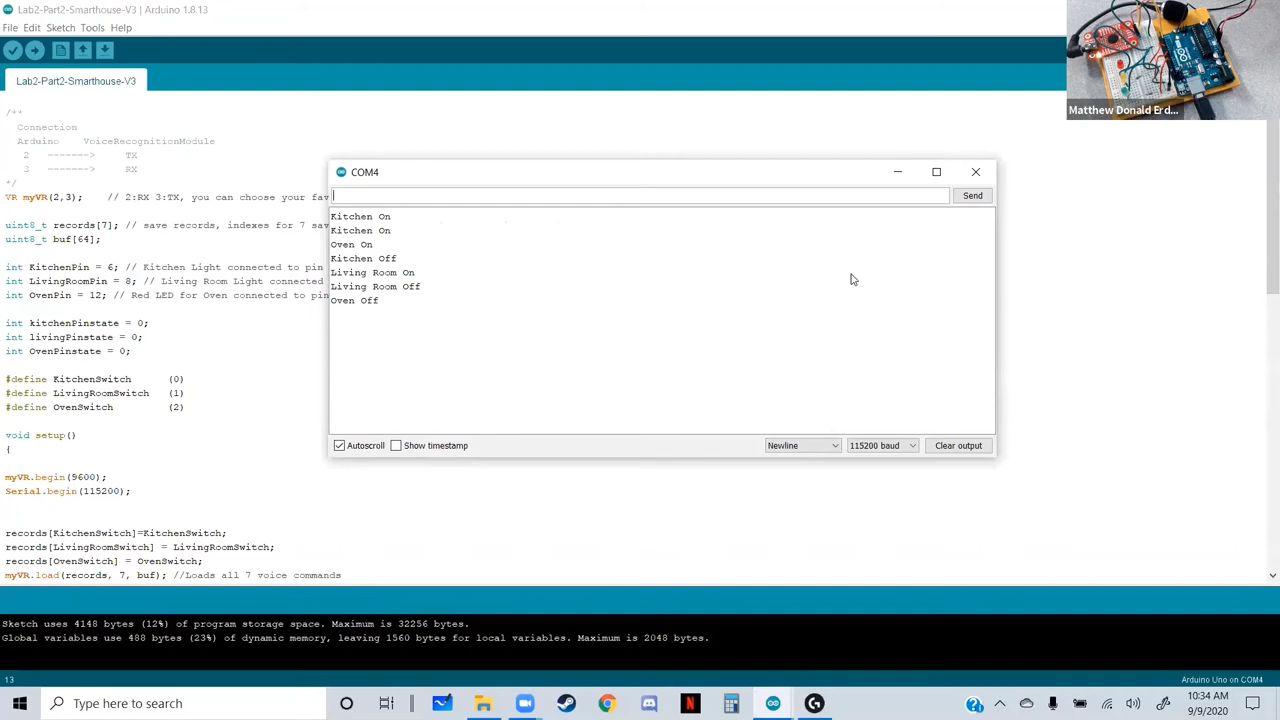 Lab2-Part2-Smarthouse-V3 | Arduino 1.8.13
File Edit Sketch Tools Help
Lab2-Part2-Smarthouse-V3
/**
Connection
Arduino VoiceRecognitionModule
2 -------> TX
3 -------> RX
*/
VR myVR(2,3); // 2:RX 3:TX, you can choose your fav
uint8_t records[7]; // save records, indexes for 7 sav
uint8_t buf[64];
int KitchenPin = 6; // Kitchen Light connected to pin
int LivingRoomPin = 8; // Living Room Light connected
int OvenPin = 12; // Red LED for Oven connected to pin
int kitchenPinstate = 0;
int livingPinstate = 0;
int OvenPinstate = 0;
#define KitchenSwitch (0)
#define LivingRoomSwitch (1)
#define OvenSwitch (2)
void setup()
{
myVR.begin(9600);
Serial.begin(115200);
records[KitchenSwitch]=KitchenSwitch;
records[LivingRoomSwitch] = LivingRoomSwitch;
records[OvenSwitch] = OvenSwitch;
myVR.load(records, 7, buf); //Loads all 7 voice commands
COM4
Send
Kitchen On
Kitchen On
Oven On
Kitchen Off
Living Room On
Living Room Off
Oven Off
Autoscroll Show timestamp Newline 115200 baud Clear output
Matthew Donald Erd...
Sketch uses 4148 bytes (12%) of program storage space. Maximum is 32256 bytes.
Global variables use 488 bytes (23%) of dynamic memory, leaving 1560 bytes for local variables. Maximum is 2048 bytes.
13 Arduino Uno on COM4
Type here to search
10:34 AM
9/9/2020